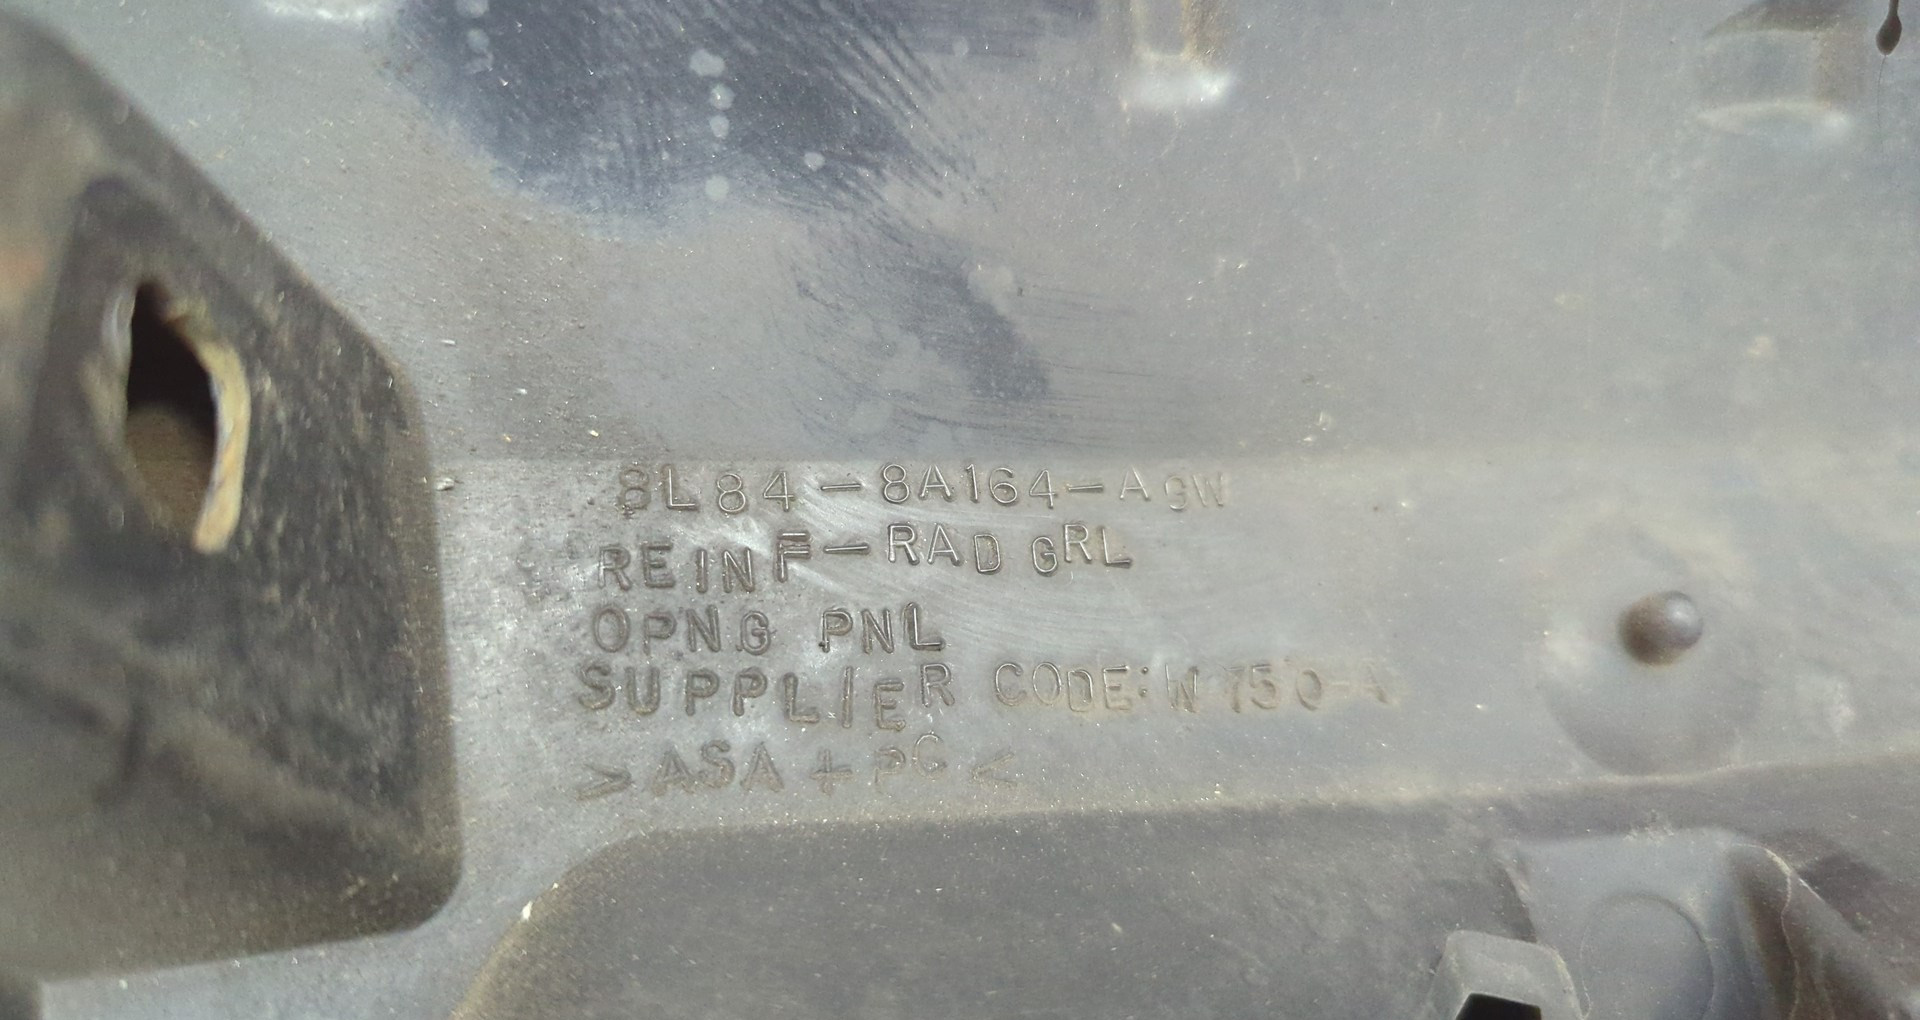 8L84-8A164-AGW
REINF-RAD GRL
OPNG PNL
SUPPLIER CODE: W750-A
>ASA+PC<